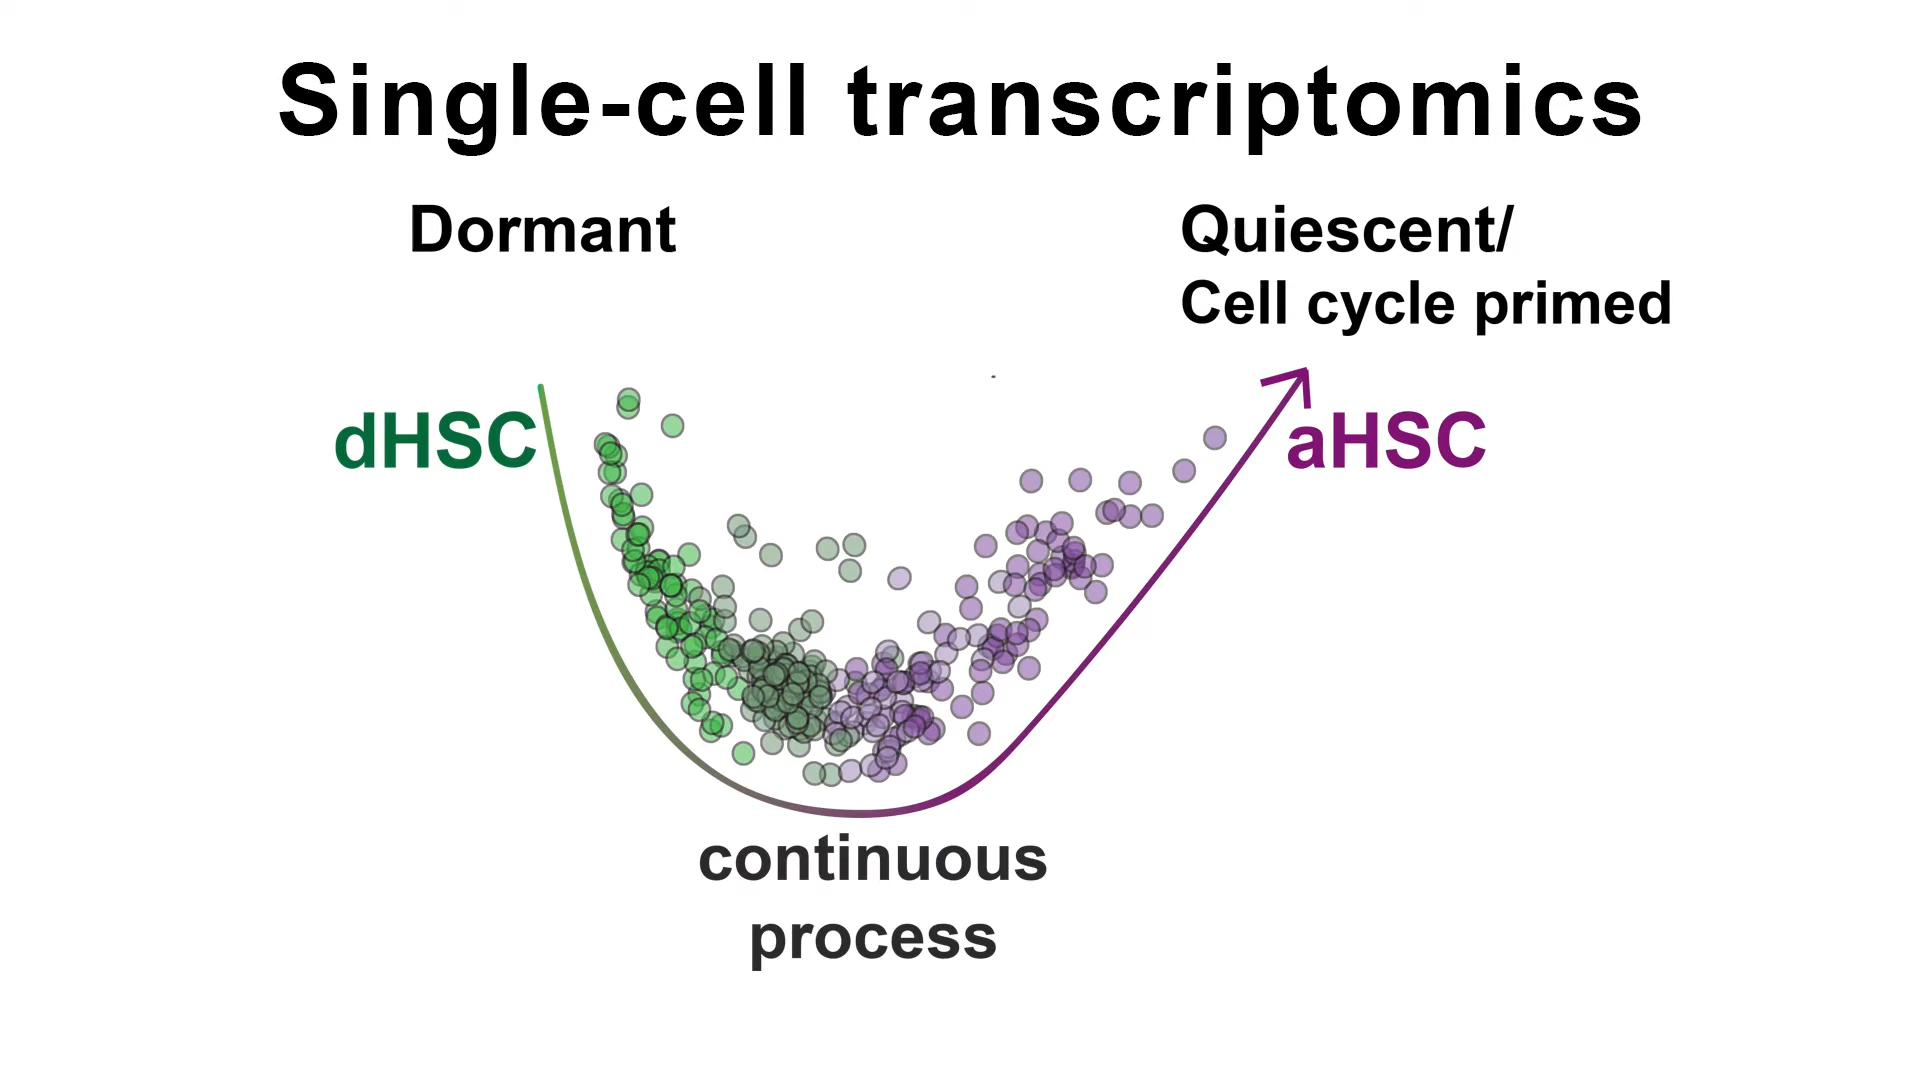 Single-cell transcriptomics
Dormant
Quiescent/
Cell cycle primed
dHSC
aHSC
continuous
process